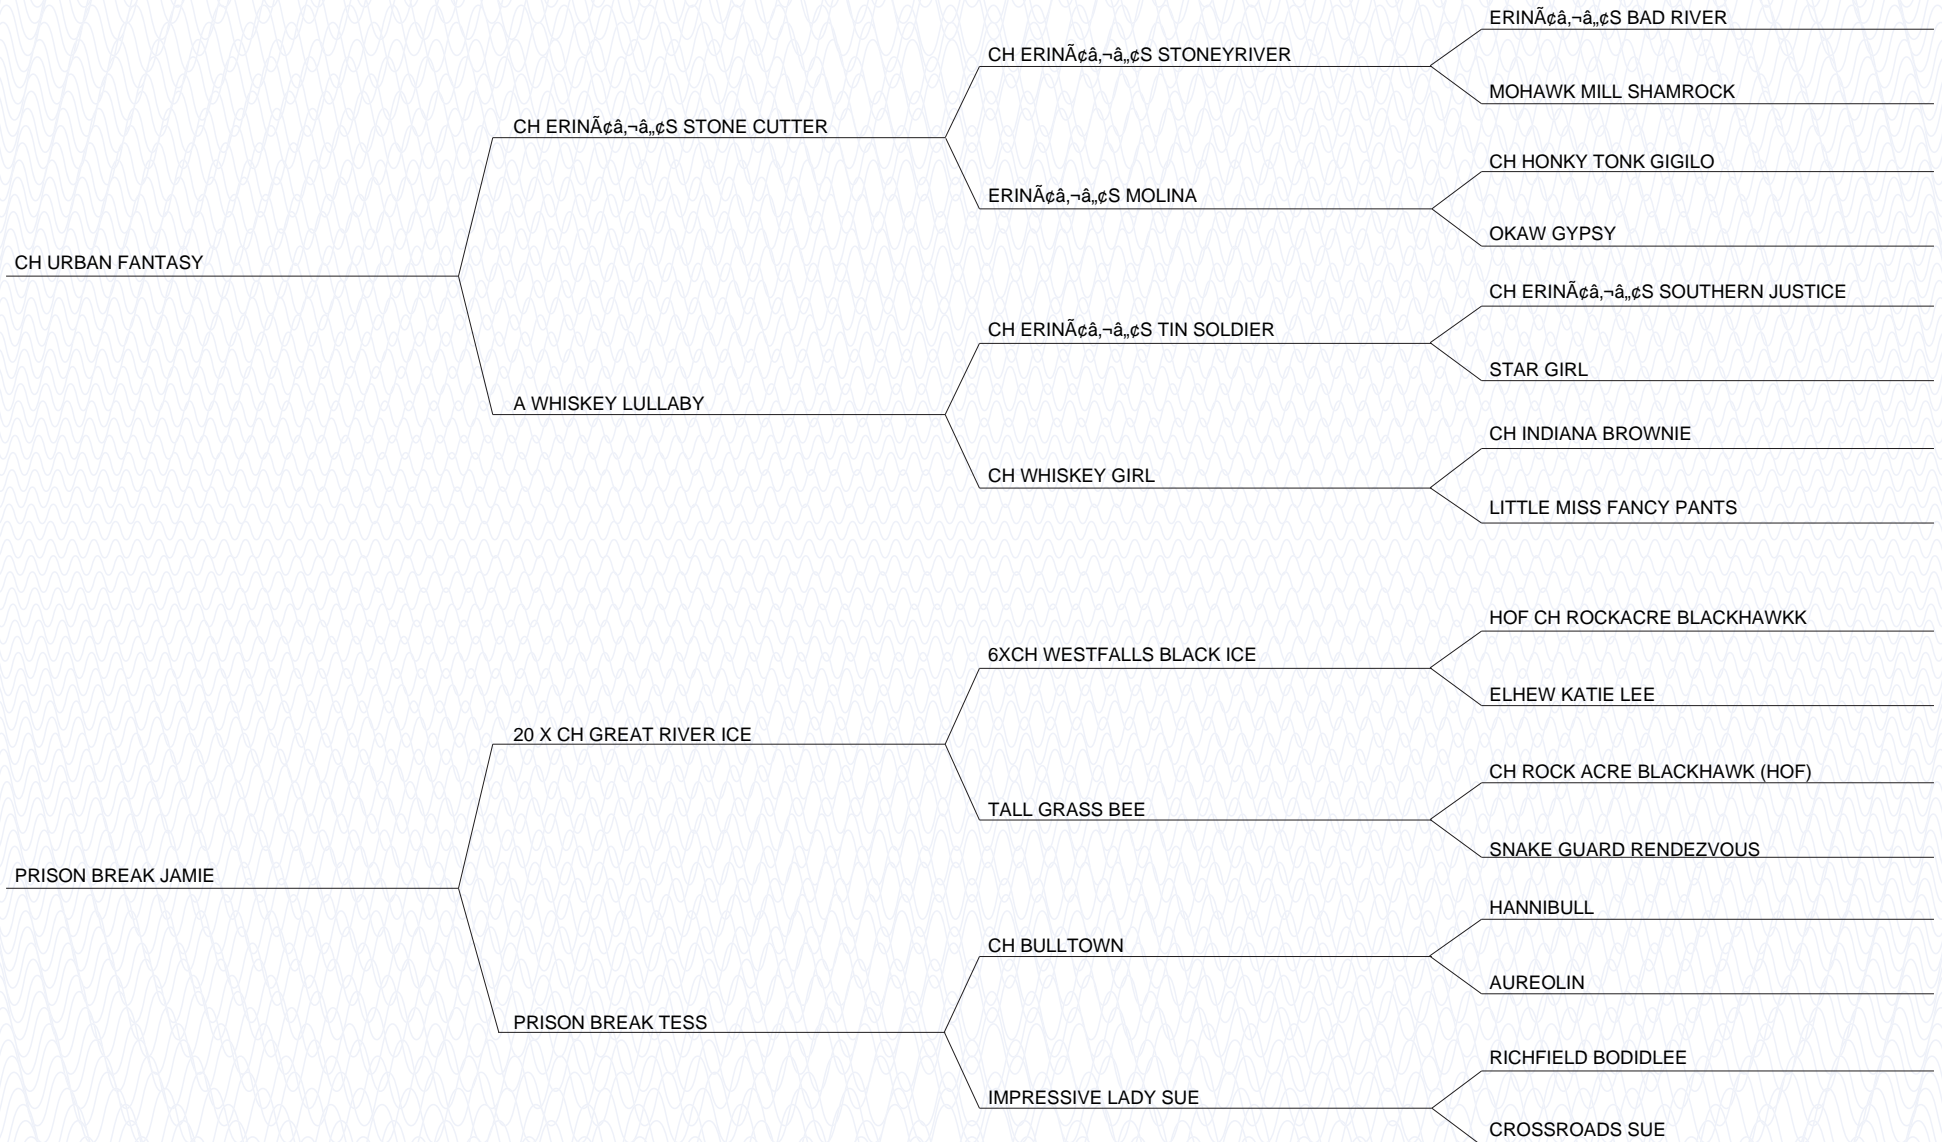 ERINÃ¢â‚¬â„¢S BAD RIVER
CH ERINÃ¢â‚¬â„¢S STONEYRIVER
MOHAWK MILL SHAMROCK
CH ERINÃ¢â‚¬â„¢S STONE CUTTER
CH HONKY TONK GIGILO
ERINÃ¢â‚¬â„¢S MOLINA
OKAW GYPSY
CH URBAN FANTASY
CH ERINÃ¢â‚¬â„¢S SOUTHERN JUSTICE
CH ERINÃ¢â‚¬â„¢S TIN SOLDIER
STAR GIRL
A WHISKEY LULLABY
CH INDIANA BROWNIE
CH WHISKEY GIRL
LITTLE MISS FANCY PANTS
HOF CH ROCKACRE BLACKHAWKK
6XCH WESTFALLS BLACK ICE
ELHEW KATIE LEE
20 X CH GREAT RIVER ICE
CH ROCK ACRE BLACKHAWK (HOF)
TALL GRASS BEE
SNAKE GUARD RENDEZVOUS
PRISON BREAK JAMIE
HANNIBULL
CH BULLTOWN
AUREOLIN
PRISON BREAK TESS
RICHFIELD BODIDLEE
IMPRESSIVE LADY SUE
CROSSROADS SUE